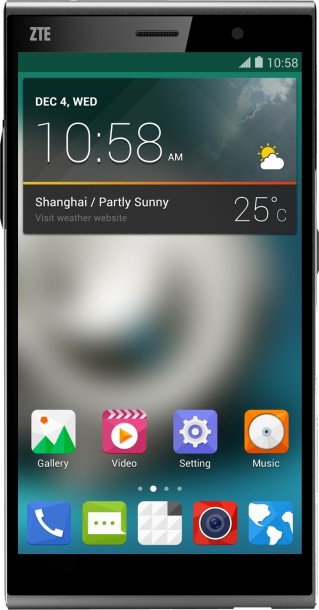 ZTE
10:58
DEC 4, WED
10:58 AM
Shanghai / Partly Sunny
25°C
Visit weather website
Gallery Video Setting Music